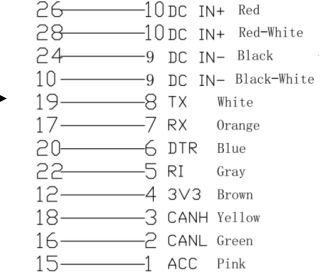 26 10 DC IN+ Red
28 10 DC IN+ Red-White
24 9 DC IN- Black
10 9 DC IN- Black-White
19 8 TX White
17 7 RX Orange
20 6 DTR Blue
22 5 RI Gray
12 4 3V3 Brown
18 3 CANH Yellow
16 2 CANL Green
15 1 ACC Pink